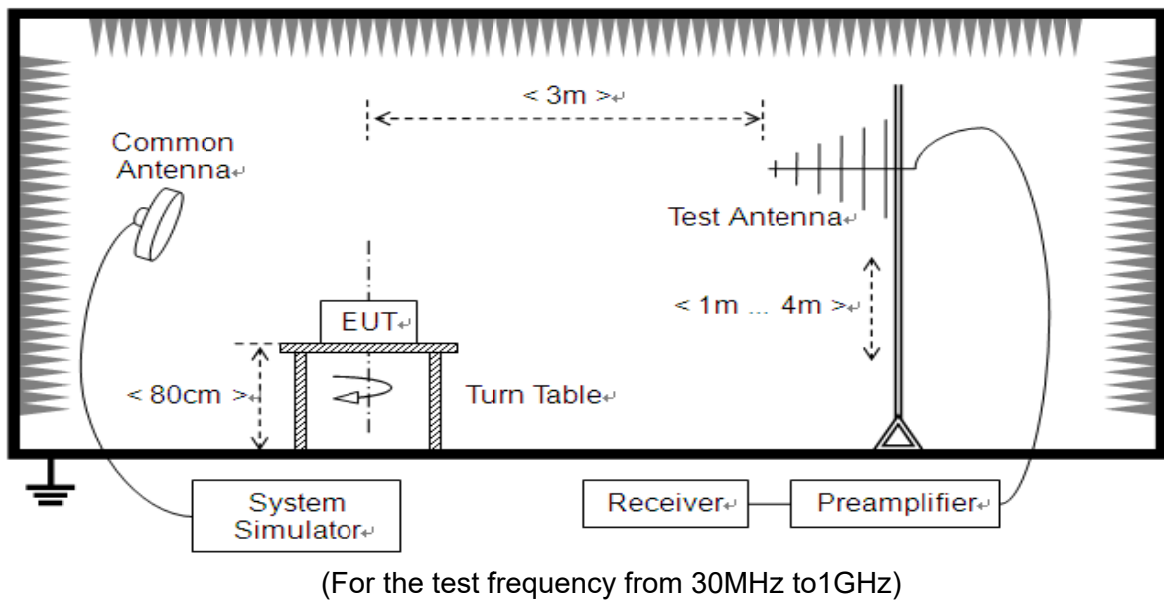 < 3m >↵
Common
Antenna↵
Test Antenna↵
< 1m ... 4m >↵
EUT↵
< 80cm >↵
Turn Table↵
System
Simulator↵
Receiver↵
Preamplifier↵
(For the test frequency from 30MHz to1GHz)